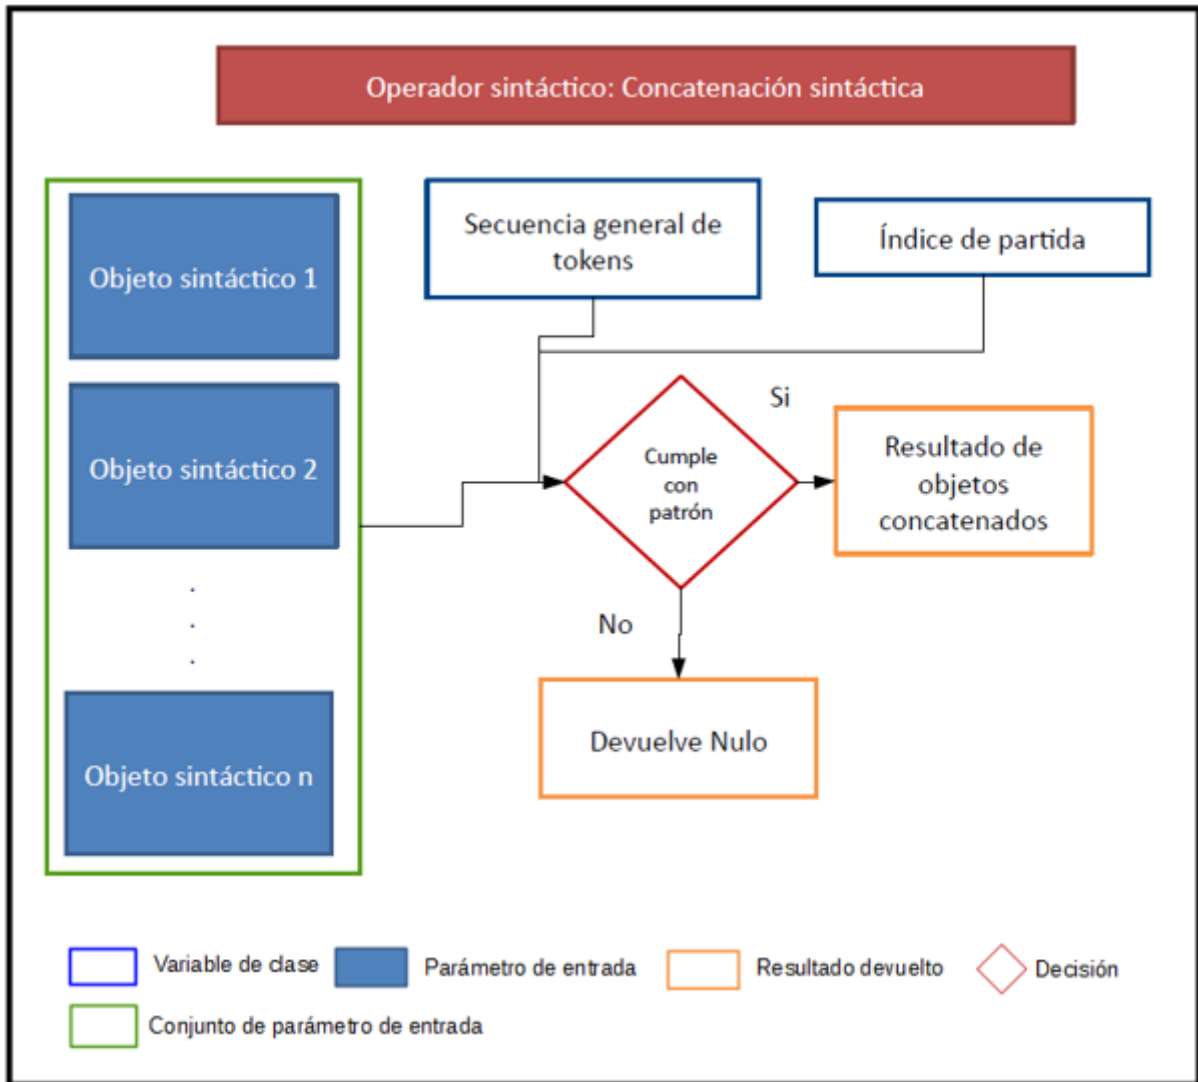 Operador sintáctico: Concatenación sintáctica
Objeto sintáctico 1
Secuencia general de
tokens
Índice de partida
Objeto sintáctico 2
Cumple
con
patrón
Si
Resultado de
objetos
concatenados
.
.
.
No
Devuelve Nulo
Objeto sintáctico n
Variable de clase
Parámetro de entrada
Resultado devuelto
Decisión
Conjunto de parámetro de entrada